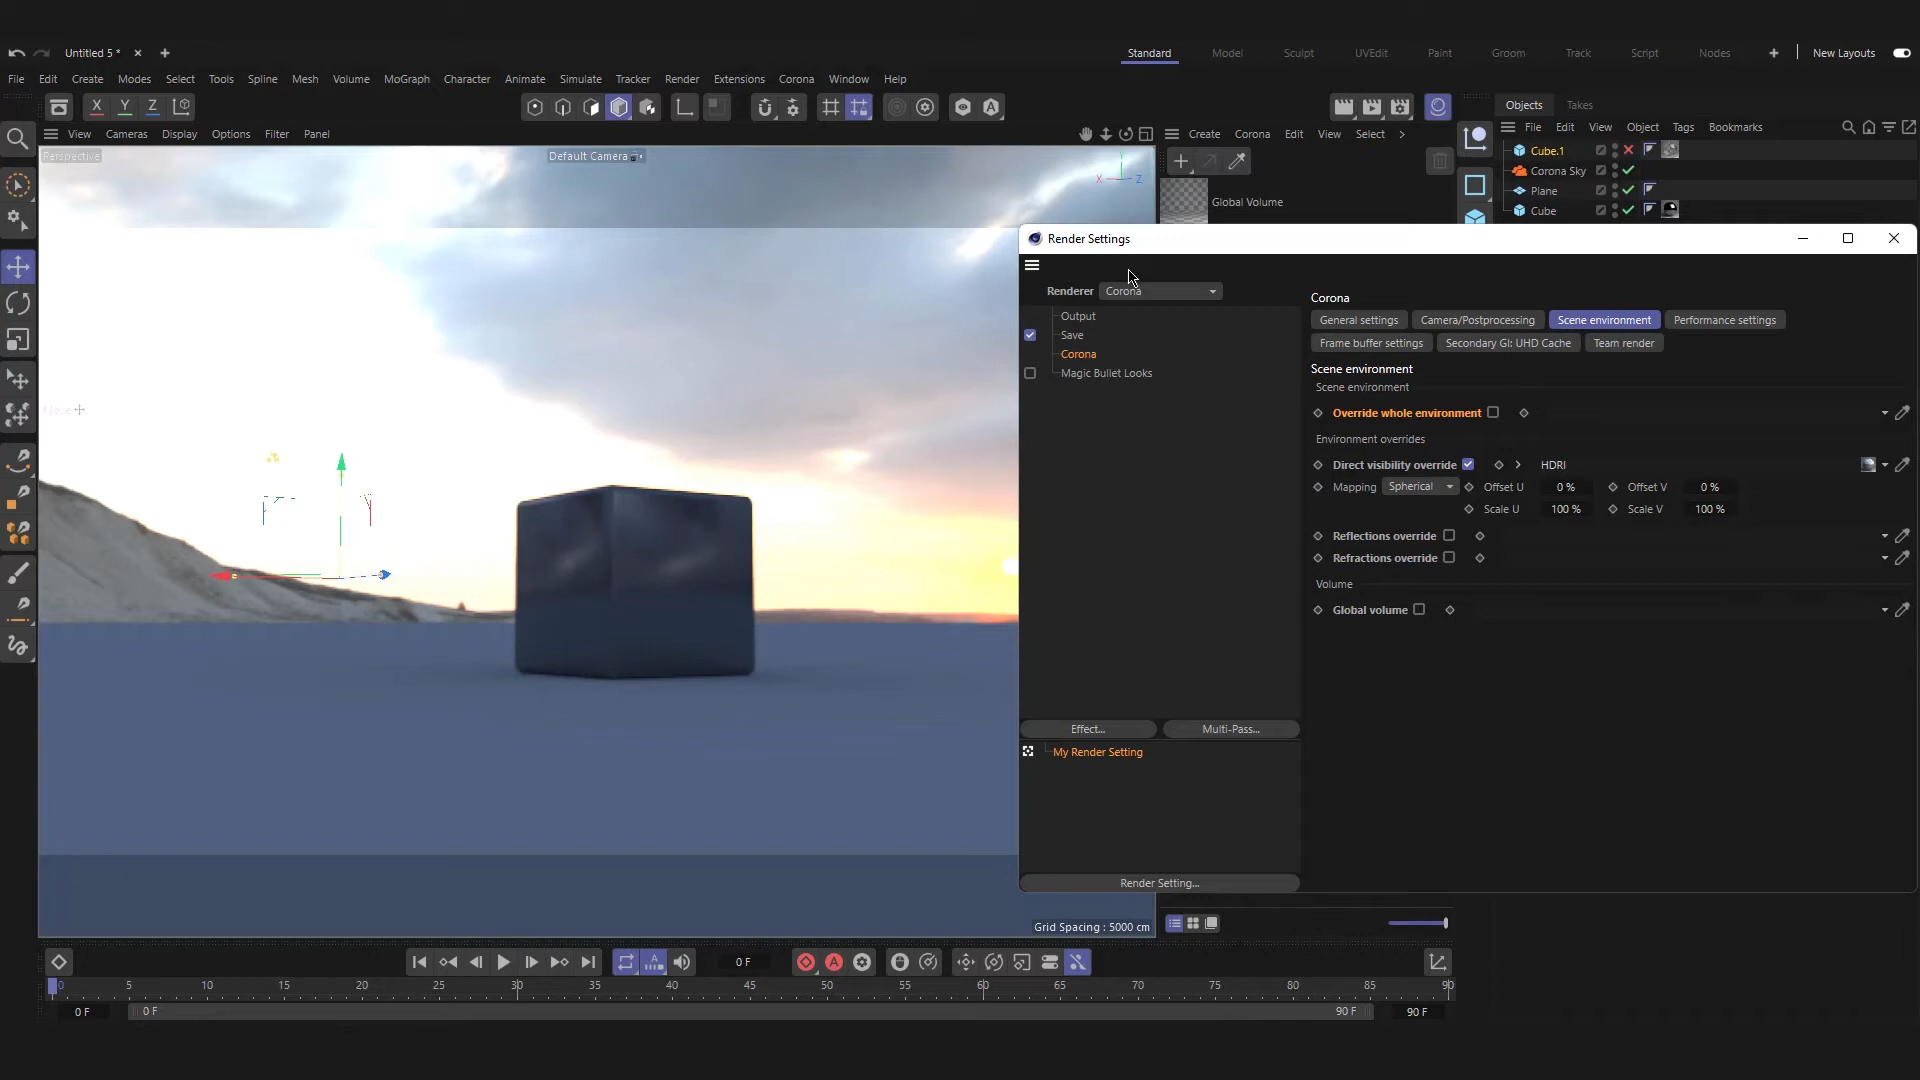 Untitled 5 *
Standard Model Sculpt UVEdit Paint Groom Track Script Nodes New Layouts
File Edit Create Modes Select Tools Spline Mesh Volume MoGraph Character Animate Simulate Tracker Render Extensions Corona Window Help
X Y Z
Objects Takes
View Cameras Display Options Filter Panel
Create Corona Edit View Select
File Edit View Object Tags Bookmarks
Perspective
Default Camera
X Y Z
Cube.1
Corona Sky
Plane
Cube
Global Volume
Render Settings
Renderer Corona
Output
Save
Corona
Magic Bullet Looks
Effect... Multi-Pass...
My Render Setting
Render Setting...
Corona
General settings Camera/Postprocessing Scene environment Performance settings
Frame buffer settings Secondary GI: UHD Cache Team render
Scene environment
Scene environment
Override whole environment
Environment overrides
Direct visibility override HDRI
Mapping Spherical Offset U 0 % Offset V 0 %
Scale U 100 % Scale V 100 %
Reflections override
Refractions override
Volume
Global volume
Move
Grid Spacing : 5000 cm
0 F
0 5 10 15 20 25 30 35 40 45 50 55 60 65 70 75 80 85 90
0 F 0 F 90 F 90 F